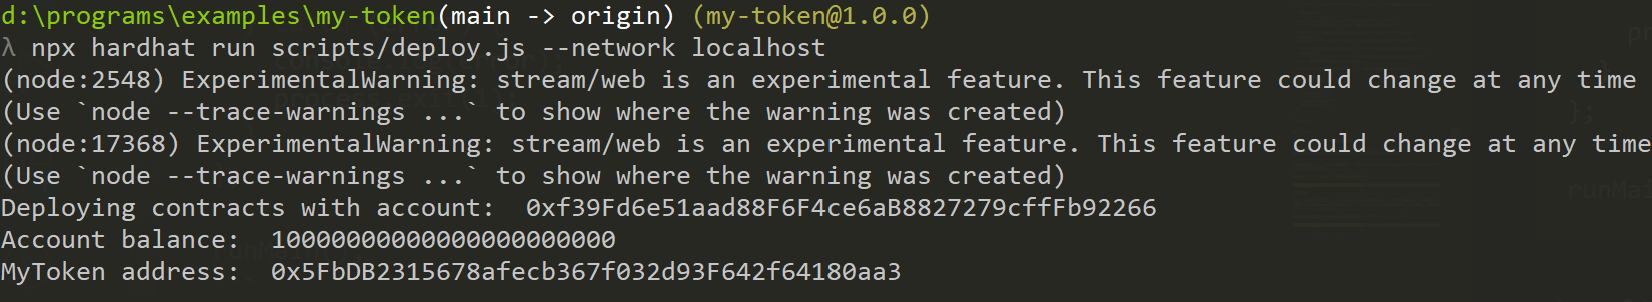 d:\programs\examples\my-token(main -> origin) (my-token@1.0.0)
λ npx hardhat run scripts/deploy.js --network localhost
(node:2548) ExperimentalWarning: stream/web is an experimental feature. This feature could change at any time
(Use `node --trace-warnings ...` to show where the warning was created)
(node:17368) ExperimentalWarning: stream/web is an experimental feature. This feature could change at any time
(Use `node --trace-warnings ...` to show where the warning was created)
Deploying contracts with account:  0xf39Fd6e51aad88F6F4ce6aB8827279cffFb92266
Account balance:  10000000000000000000000
MyToken address:  0x5FbDB2315678afecb367f032d93F642f64180aa3